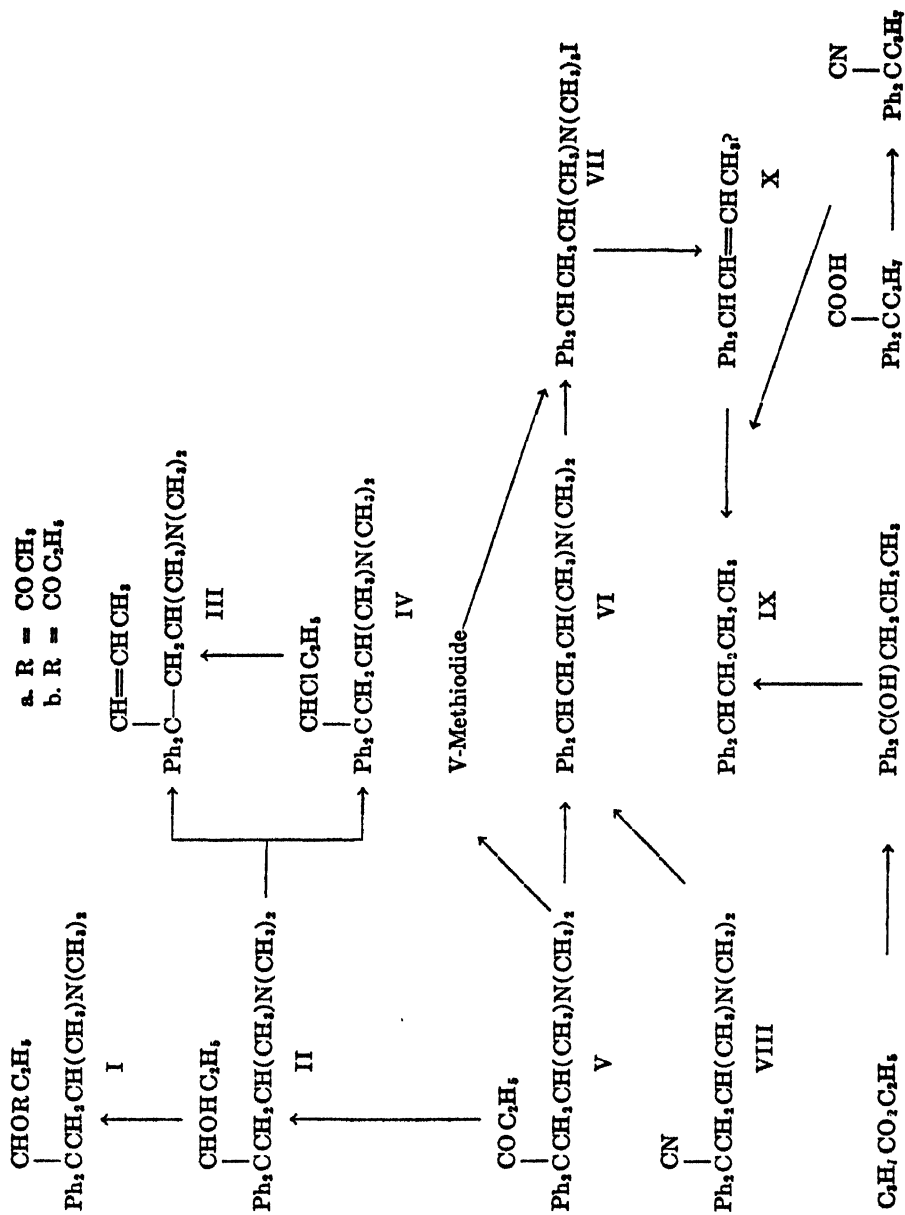 a. R = COCH₃
b. R = COC₂H₅
CHORC₂H₅
Ph₂CCH₂CH(CH₃)N(CH₃)₂
I
CH=CHCH₃
Ph₂C—CH₂CH(CH₃)N(CH₃)₂
III
CHOHC₂H₅
Ph₂CCH₂CH(CH₃)N(CH₃)₂
II
CHClC₂H₅
Ph₂CCH₂CH(CH₃)N(CH₃)₂
IV
V-Methiodide
COC₂H₅
Ph₂CCH₂CH(CH₃)N(CH₃)₂
V
Ph₂CHCH₂CH(CH₃)N(CH₃)₂
VI
Ph₂CHCH₂CH(CH₃)N(CH₃)₃I
VII
CN
Ph₂CCH₂CH(CH₃)N(CH₃)₂
VIII
Ph₂CHCH₂CH₂CH₃
IX
Ph₂CHCH=CHCH₃?
X
C₃H₇CO₂C₂H₅
Ph₂C(OH)CH₂CH₂CH₃
COOH
Ph₂CC₃H₇
CN
Ph₂CC₃H₇